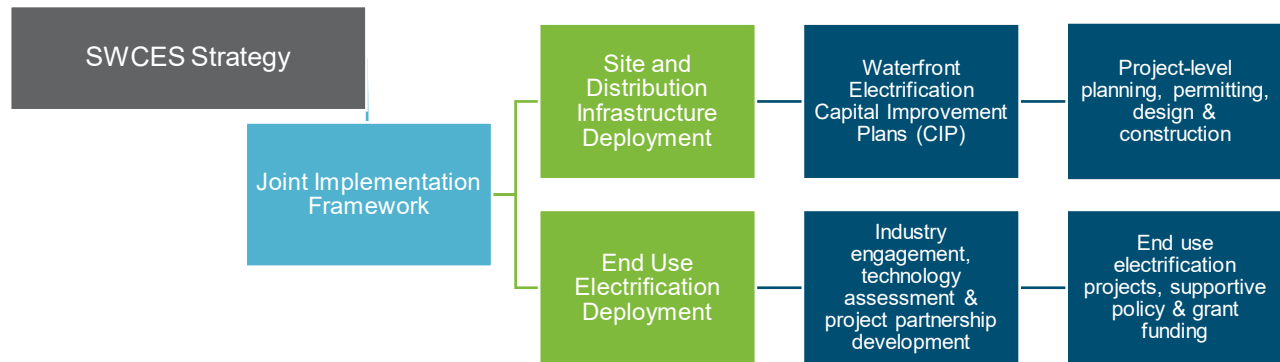 SWCES Strategy
Joint Implementation
Framework
Site and
Distribution
Infrastructure
Deployment
Waterfront
Electrification
Capital Improvement
Plans (CIP)
Project-level
planning, permitting,
design &
construction
End Use
Electrification
Deployment
Industry
engagement,
technology
assessment &
project partnership
development
End use
electrification
projects, supportive
policy & grant
funding